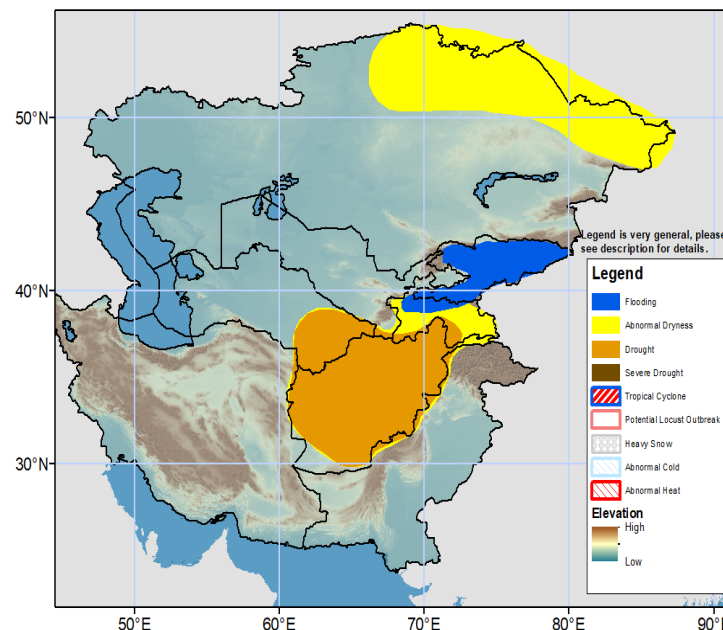 50°N
40°N
30°N
50°E
60°E
70°E
80°E
90°E
Legend is very general, please
see description for details.
Legend
Flooding
Abnormal Dryness
Drought
Severe Drought
Tropical Cyclone
Potential Locust Outbreak
Heavy Snow
Abnormal Cold
Abnormal Heat
Elevation
High
Low